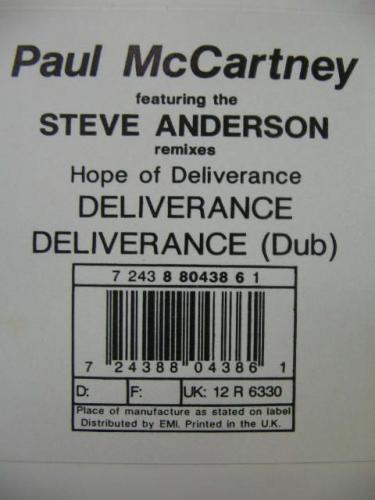 Paul McCartney
featuring the
STEVE ANDERSON
remixes
Hope of Deliverance
DELIVERANCE
DELIVERANCE (Dub)
7 243 8 80438 6 1
7 24388 04386 1
D: F: UK: 12 R 6330
Place of manufacture as stated on label
Distributed by EMI. Printed in the U.K.